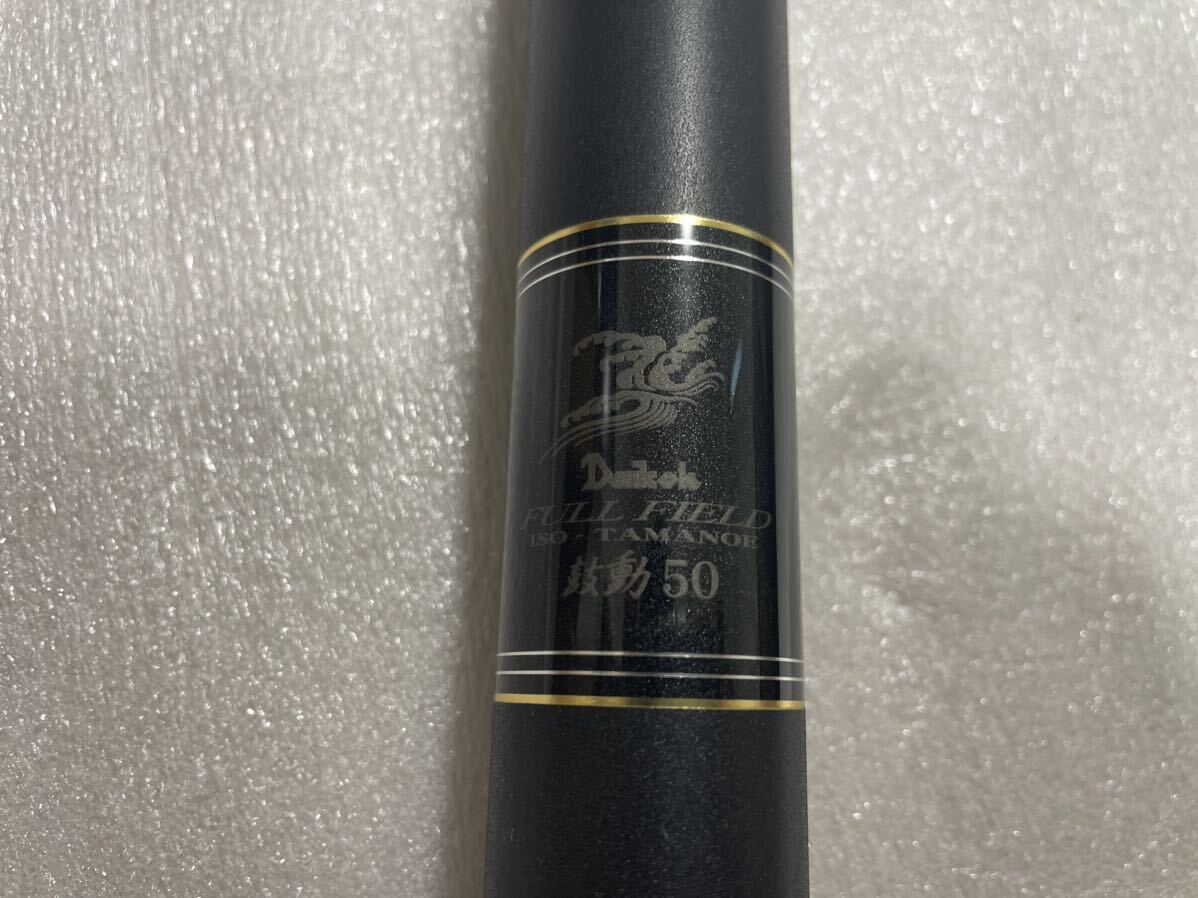 Daikoh
FULL FIELD
ISO - TAMANOE
鼓動 50